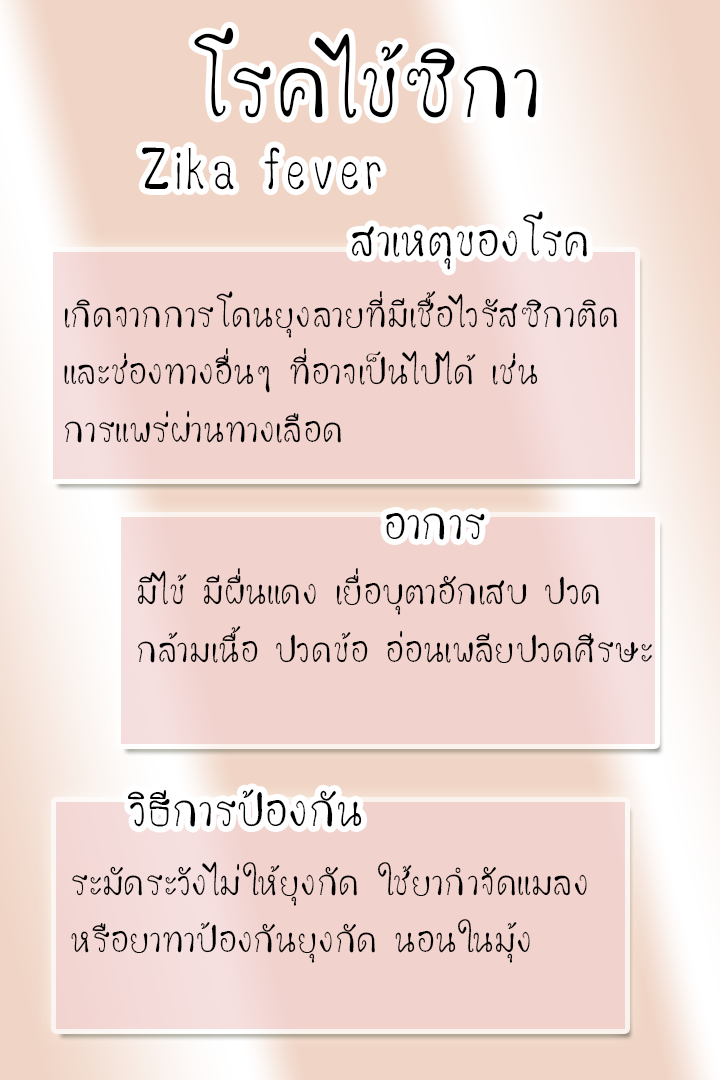 โรคไข้ซิกา
Zika fever
สาเหตุของโรค
เกิดจากการโดนยุงลายที่มีเชื้อไวรัสซิกาติด
และช่องทางอื่นๆ ที่อาจเป็นไปได้ เช่น
การแพร่ผ่านทางเลือด
อาการ
มีไข้ มีผื่นแดง เยื่อบุตาอักเสบ ปวด
กล้ามเนื้อ ปวดข้อ อ่อนเพลียปวดศีรษะ
วิธีการป้องกัน
ระมัดระวังไม่ให้ยุงกัด ใช้ยากำจัดแมลง
หรือยาทาป้องกันยุงกัด นอนในมุ้ง